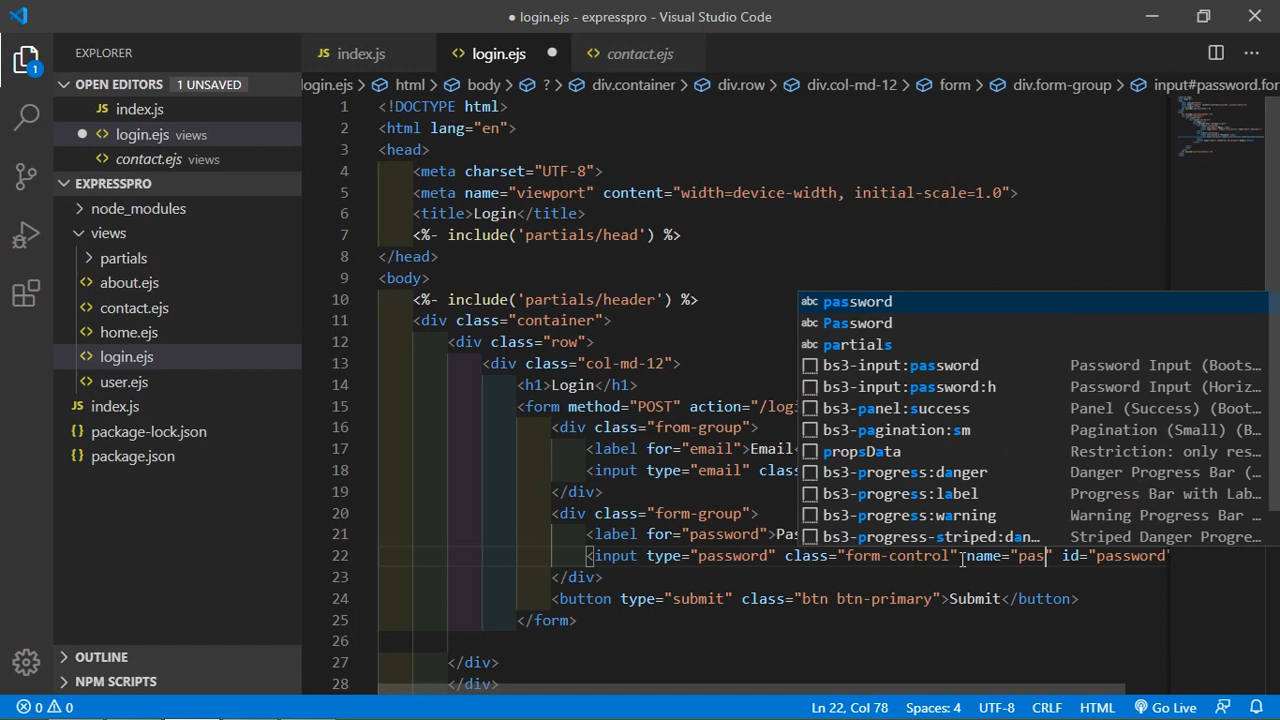 ● login.ejs - expresspro - Visual Studio Code
EXPLORER
index.js
login.ejs
contact.ejs
OPEN EDITORS 1 UNSAVED
index.js
login.ejs views
contact.ejs views
EXPRESSPRO
node_modules
views
partials
about.ejs
contact.ejs
home.ejs
login.ejs
user.ejs
index.js
package-lock.json
package.json
OUTLINE
NPM SCRIPTS
login.ejs > html > body > ? > div.container > div.row > div.col-md-12 > form > div.form-group > input#password.for
1 <!DOCTYPE html>
2 <html lang="en">
3 <head>
4 <meta charset="UTF-8">
5 <meta name="viewport" content="width=device-width, initial-scale=1.0">
6 <title>Login</title>
7 <%- include('partials/head') %>
8 </head>
9 <body>
10 <%- include('partials/header') %>
11 <div class="container">
12 <div class="row">
13 <div class="col-md-12">
14 <h1>Login</h1>
15 <form method="POST" action="/logi
16 <div class="from-group">
17 <label for="email">Email<
18 <input type="email" clas
19 </div>
20 <div class="form-group">
21 <label for="password">Pas
22 <input type="password" class="form-control" name="pas" id="password"
23 </div>
24 <button type="submit" class="btn btn-primary">Submit</button>
25 </form>
26
27 </div>
28 </div>
abc password
abc Password
abc partials
bs3-input:password Password Input (Boots...
bs3-input:password:h Password Input (Horiz...
bs3-panel:success Panel (Success) (Boot...
bs3-pagination:sm Pagination (Small) (B...
propsData Restriction: only res...
bs3-progress:danger Danger Progress Bar (...
bs3-progress:label Progress Bar with Lab...
bs3-progress:warning Warning Progress Bar ...
bs3-progress-striped:dan... Striped Danger Progre...
1
0 0
Ln 22, Col 78 Spaces: 4 UTF-8 CRLF HTML Go Live